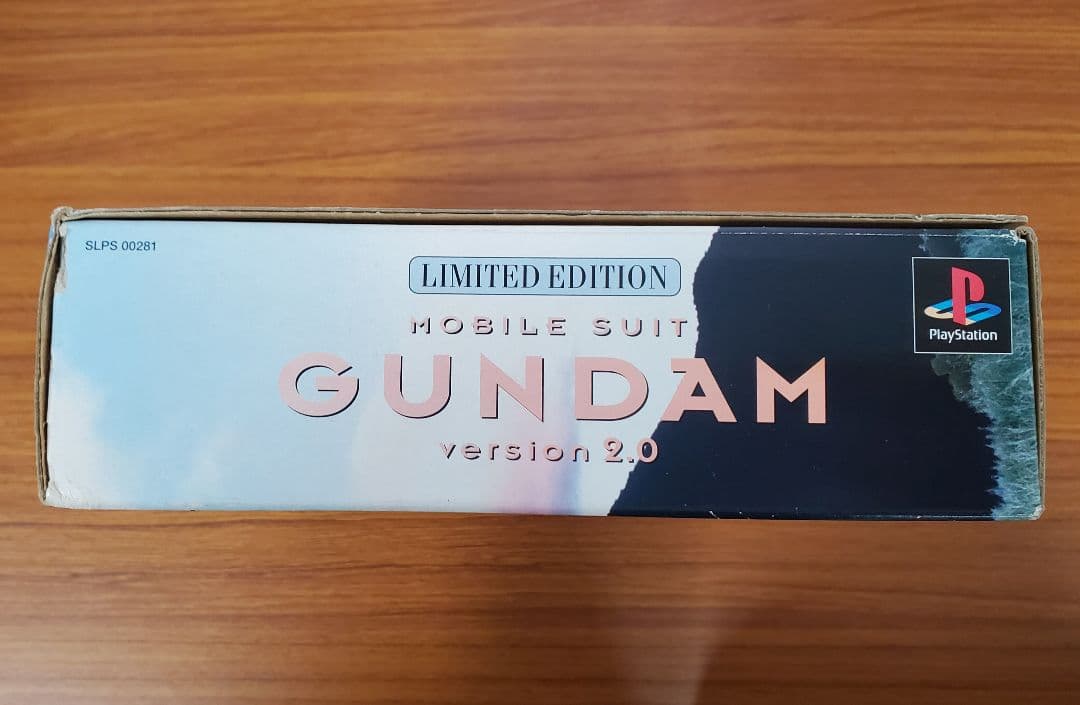 SLPS 00281
LIMITED EDITION
MOBILE SUIT
GUNDAM
version 2.0
PlayStation